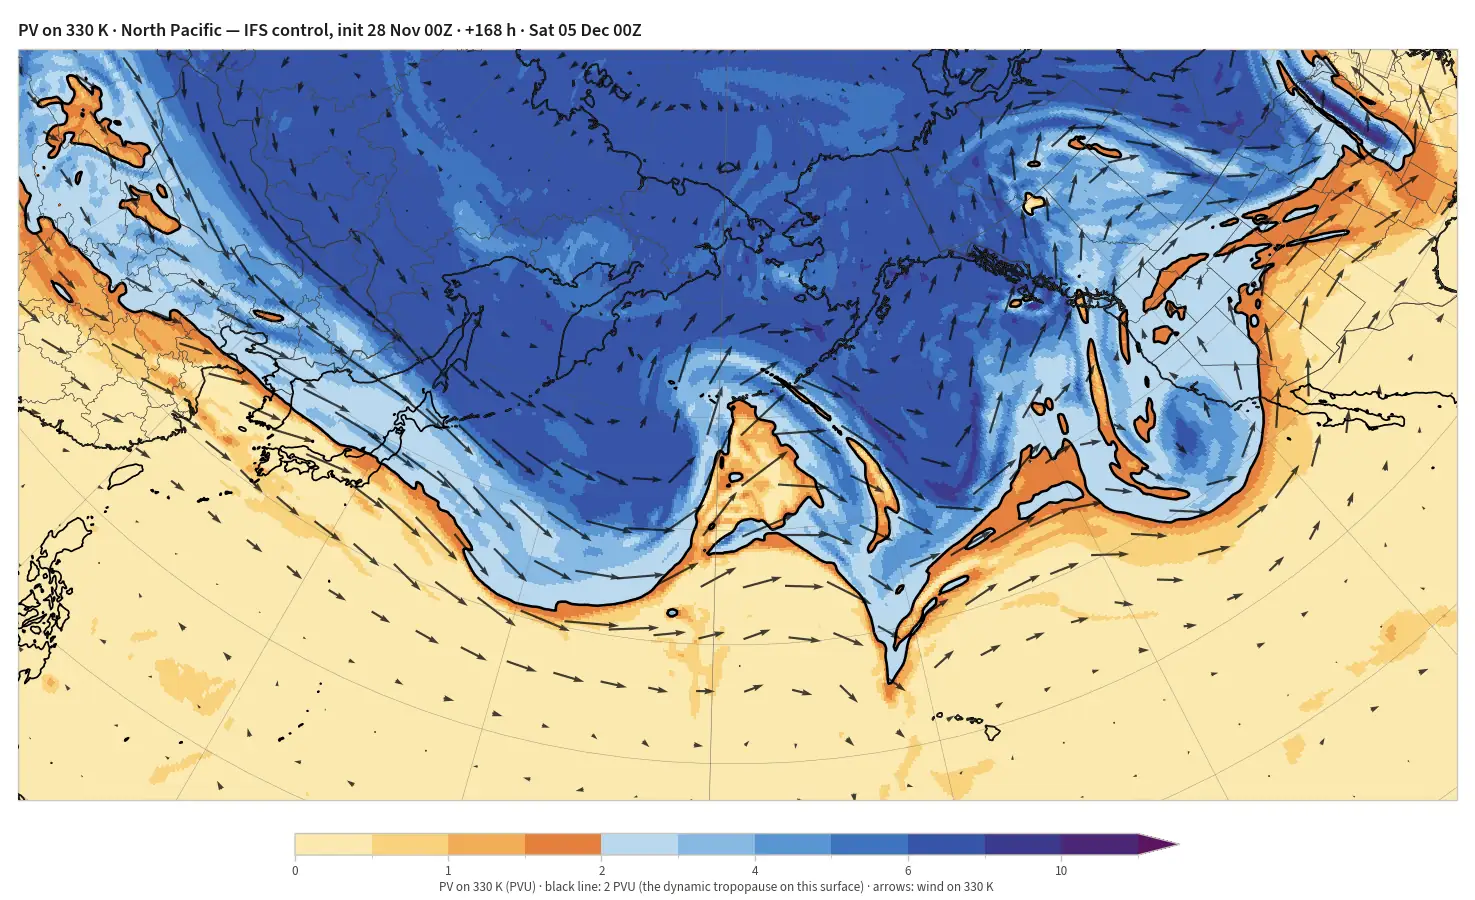 PV on 330 K · North Pacific — IFS control, init 28 Nov 00Z · +168 h · Sat 05 Dec 00Z
0 1 2 4 6 10
PV on 330 K (PVU) · black line: 2 PVU (the dynamic tropopause on this surface) · arrows: wind on 330 K